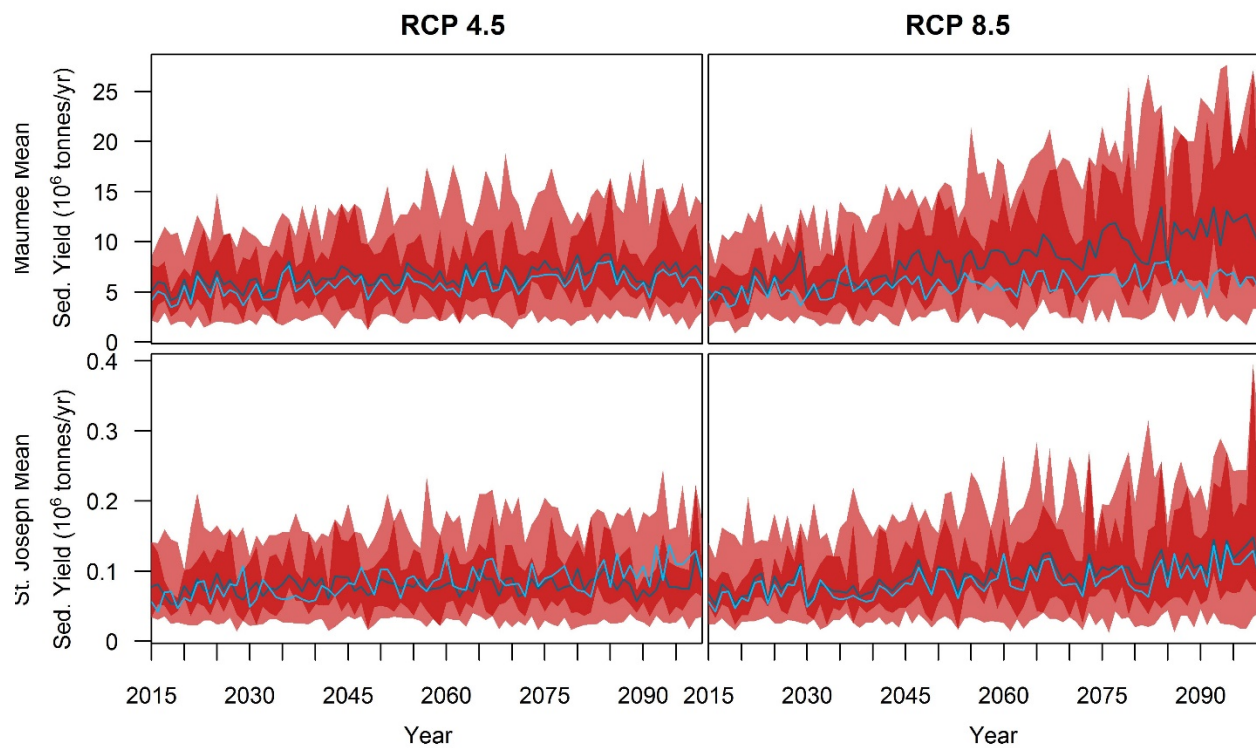 RCP 4.5
RCP 8.5
Maumee Mean
Sed. Yield (10⁶ tonnes/yr)
25
20
15
10
5
0
St. Joseph Mean
Sed. Yield (10⁶ tonnes/yr)
0.4
0.3
0.2
0.1
0
2015 2030 2045 2060 2075 2090 2015 2030 2045 2060 2075 2090
Year
Year